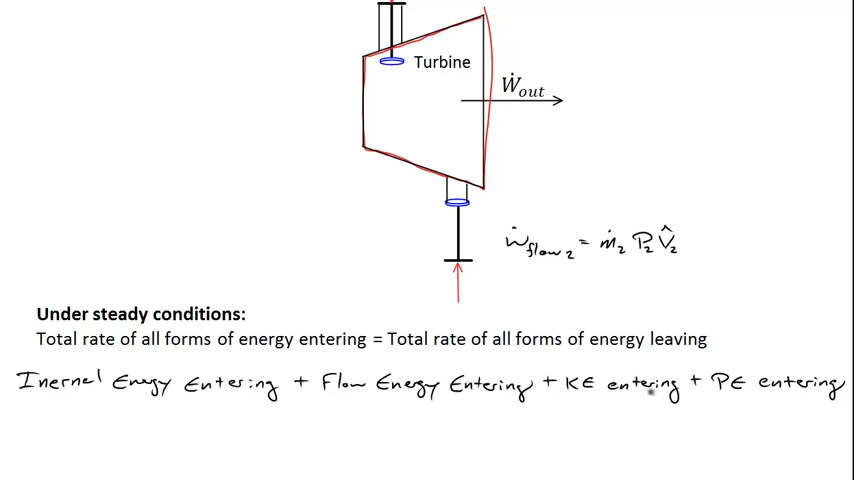 Turbine
Ẇout
ẇflow2 = ṁ2 P2 V̂2
Under steady conditions:
Total rate of all forms of energy entering = Total rate of all forms of energy leaving
Inernel Energy Entering + Flow Energy Entering + KE entering + PE entering